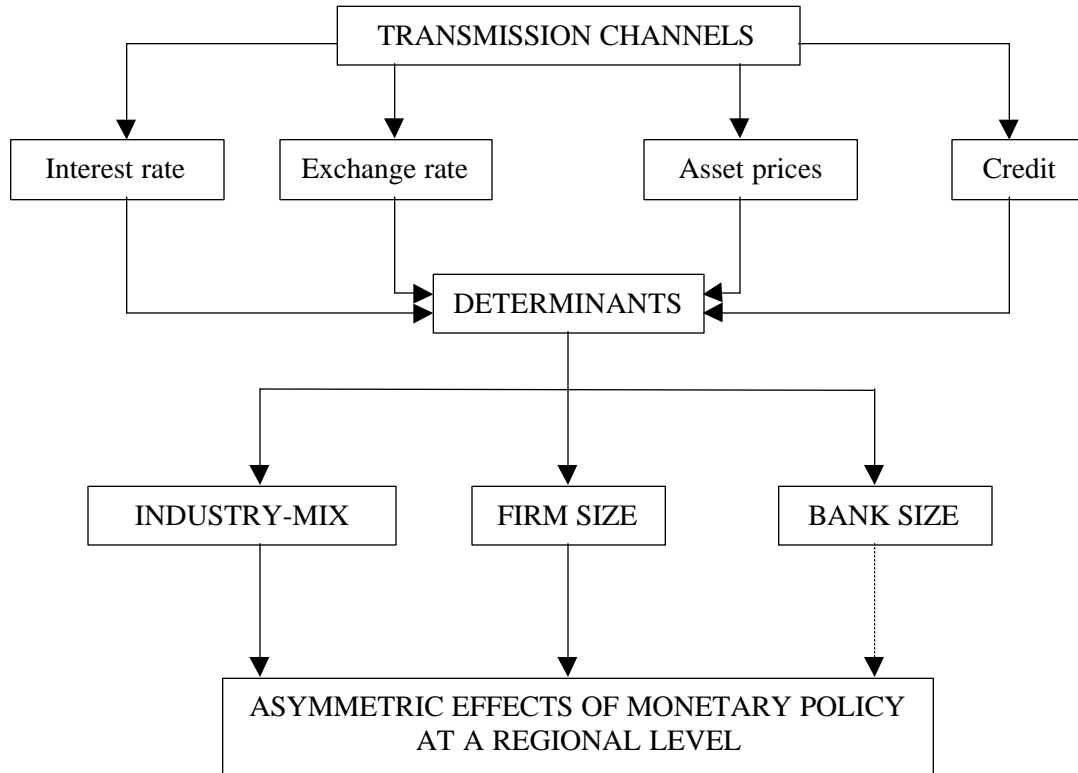 TRANSMISSION CHANNELS
Interest rate
Exchange rate
Asset prices
Credit
DETERMINANTS
INDUSTRY-MIX
FIRM SIZE
BANK SIZE
ASYMMETRIC EFFECTS OF MONETARY POLICY
AT A REGIONAL LEVEL